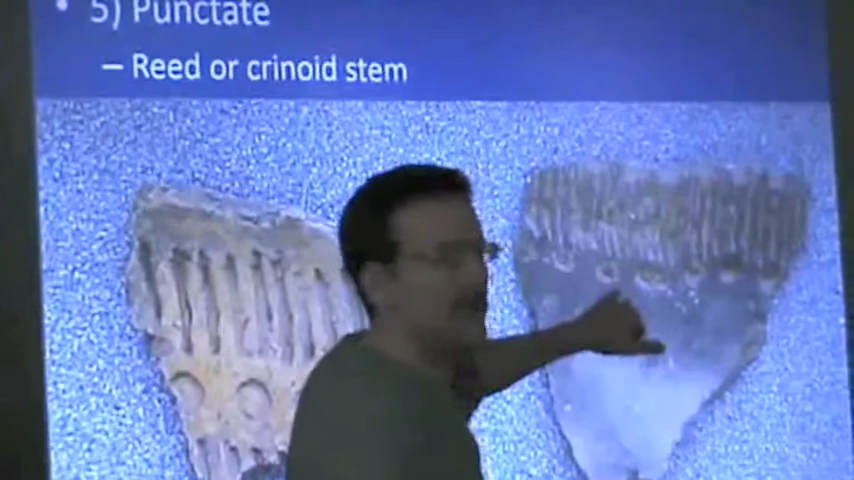 • 5) Punctate
– Reed or crinoid stem